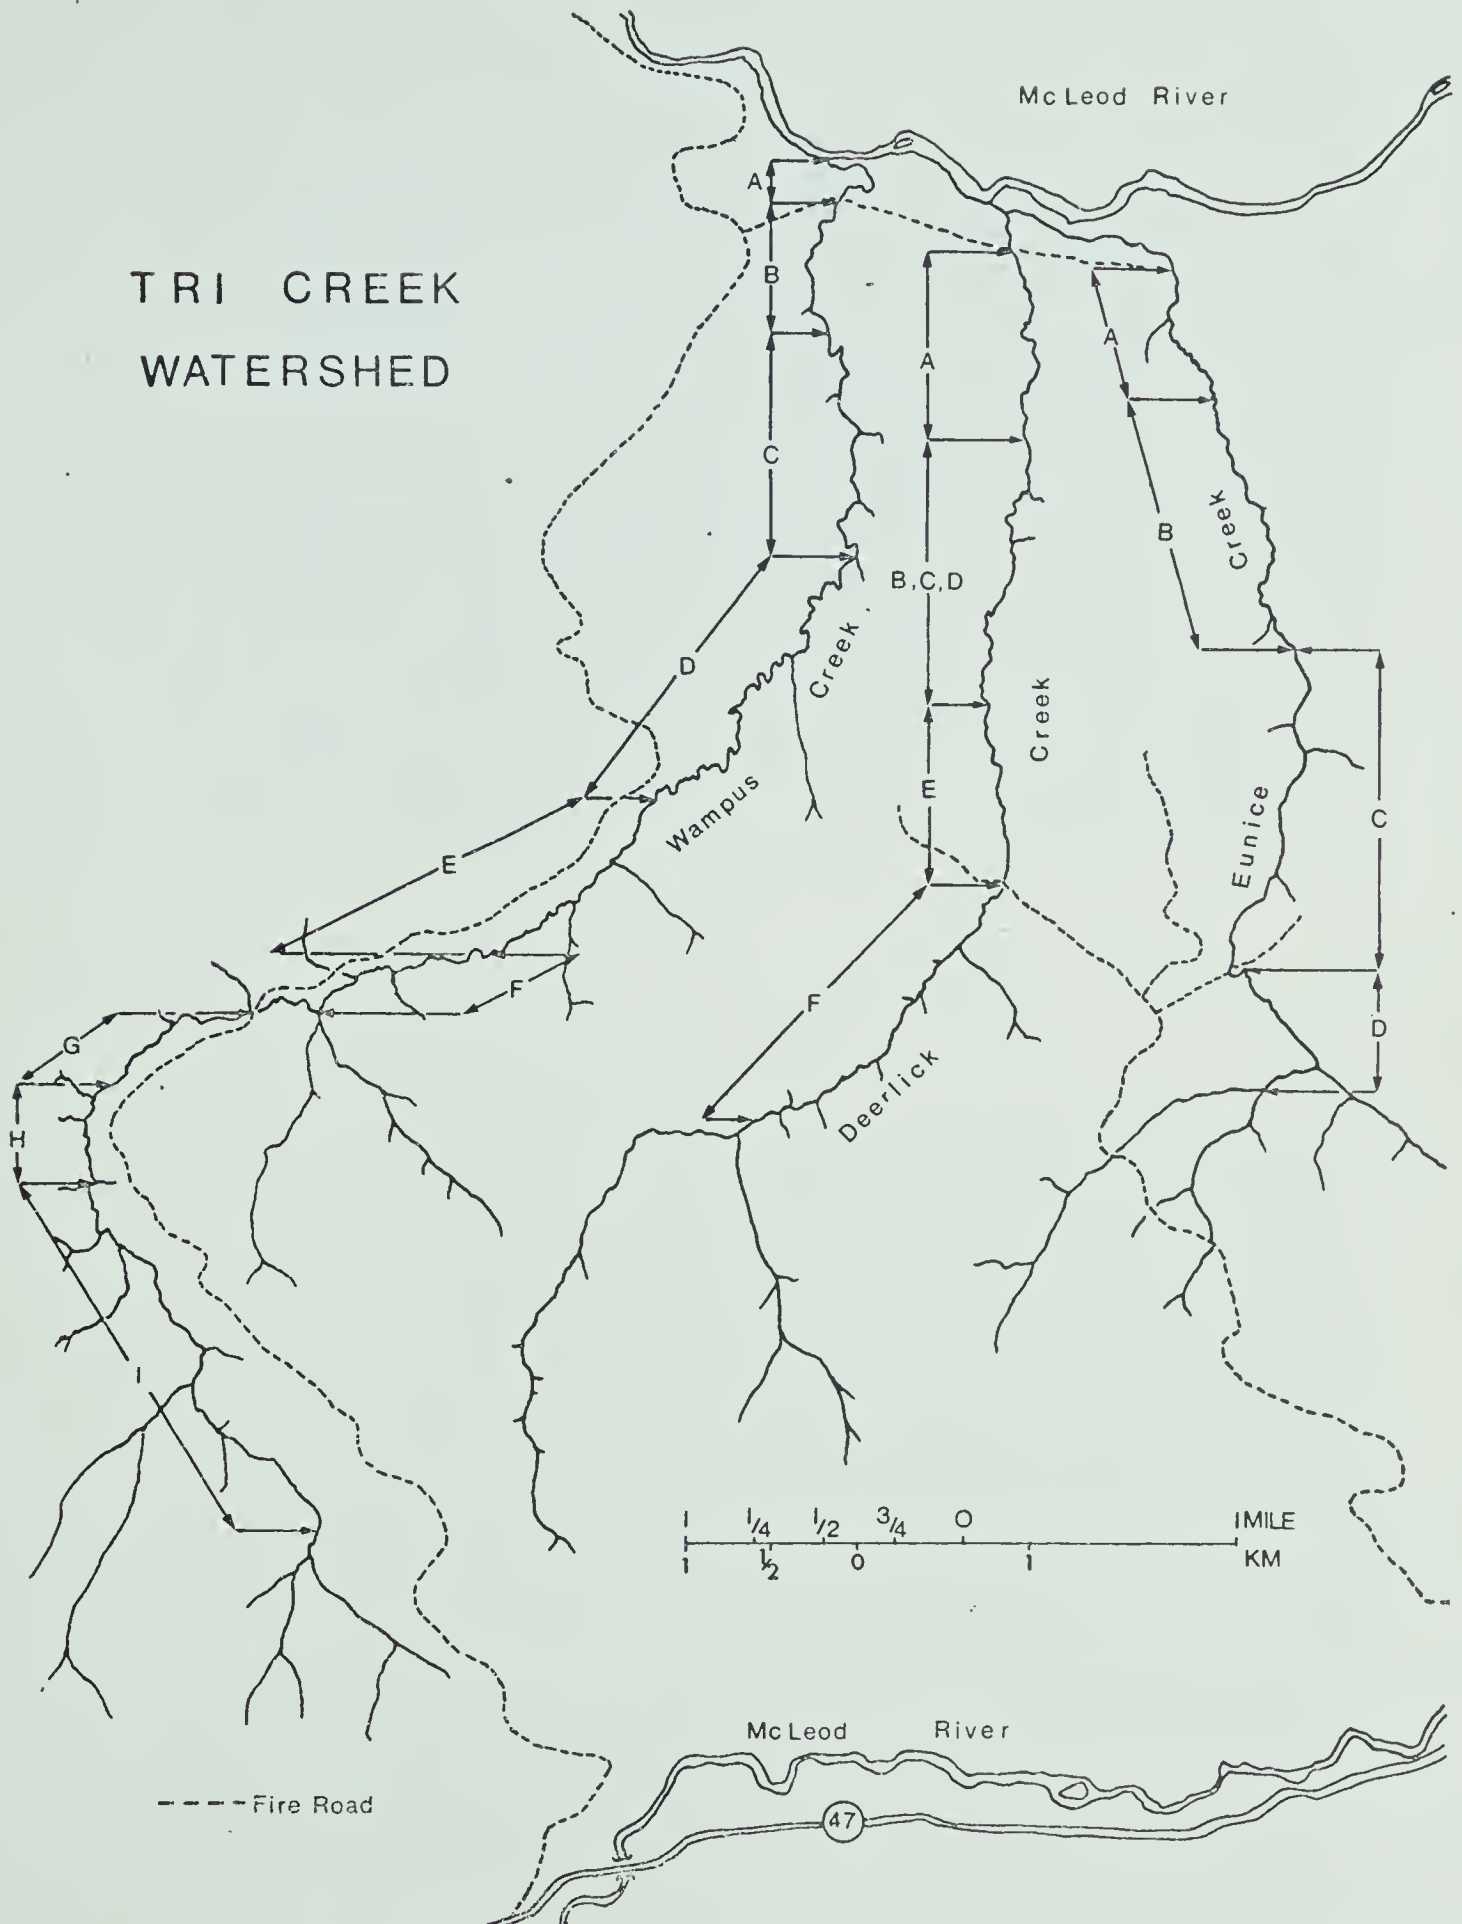 Mc Leod River
A
TRI CREEK
WATERSHED
B
A
A
C
B
Creek
B,C,D
D
Creek
Creek
E
Wampus
Eunice
C
E
F
F
D
G
Deerlick
H
I
1 1/4 1/2 3/4 0 1 MILE
1 1/2 0 1 KM
Mc Leod River
Fire Road
47